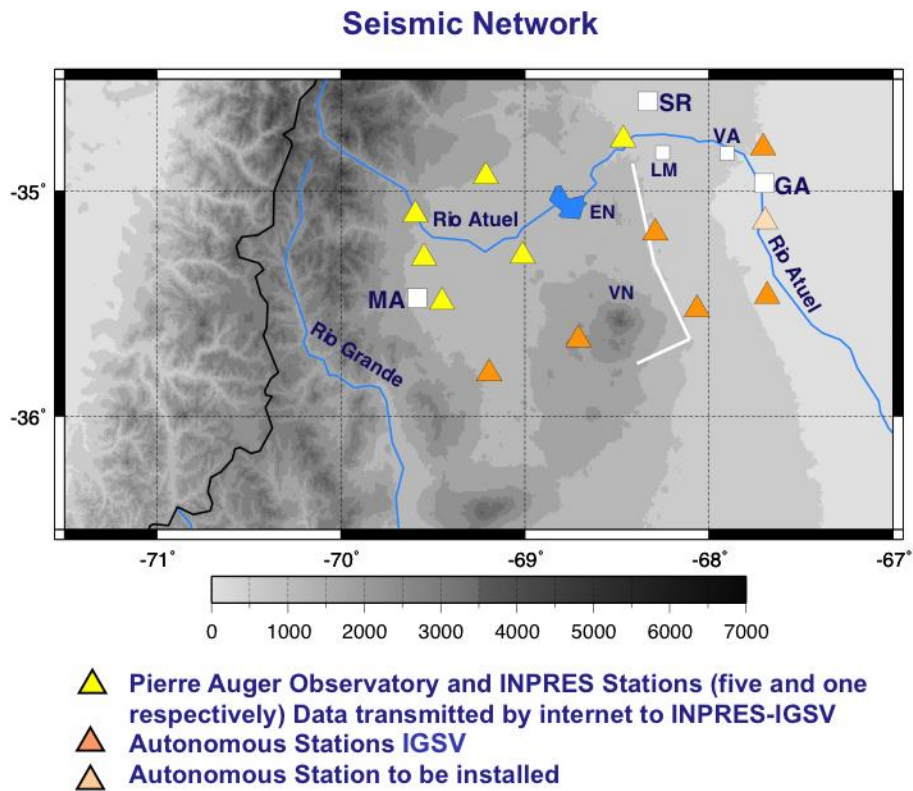 Seismic Network
SR
VA
LM
-35˚
GA
EN
Rio Atuel
Rio Atuel
VN
MA
Rio Grande
-36˚
-71˚
-70˚
-69˚
-68˚
-67˚
0
1000
2000
3000
4000
5000
6000
7000
Pierre Auger Observatory and INPRES Stations (five and one
respectively) Data transmitted by internet to INPRES-IGSV
Autonomous Stations IGSV
Autonomous Station to be installed